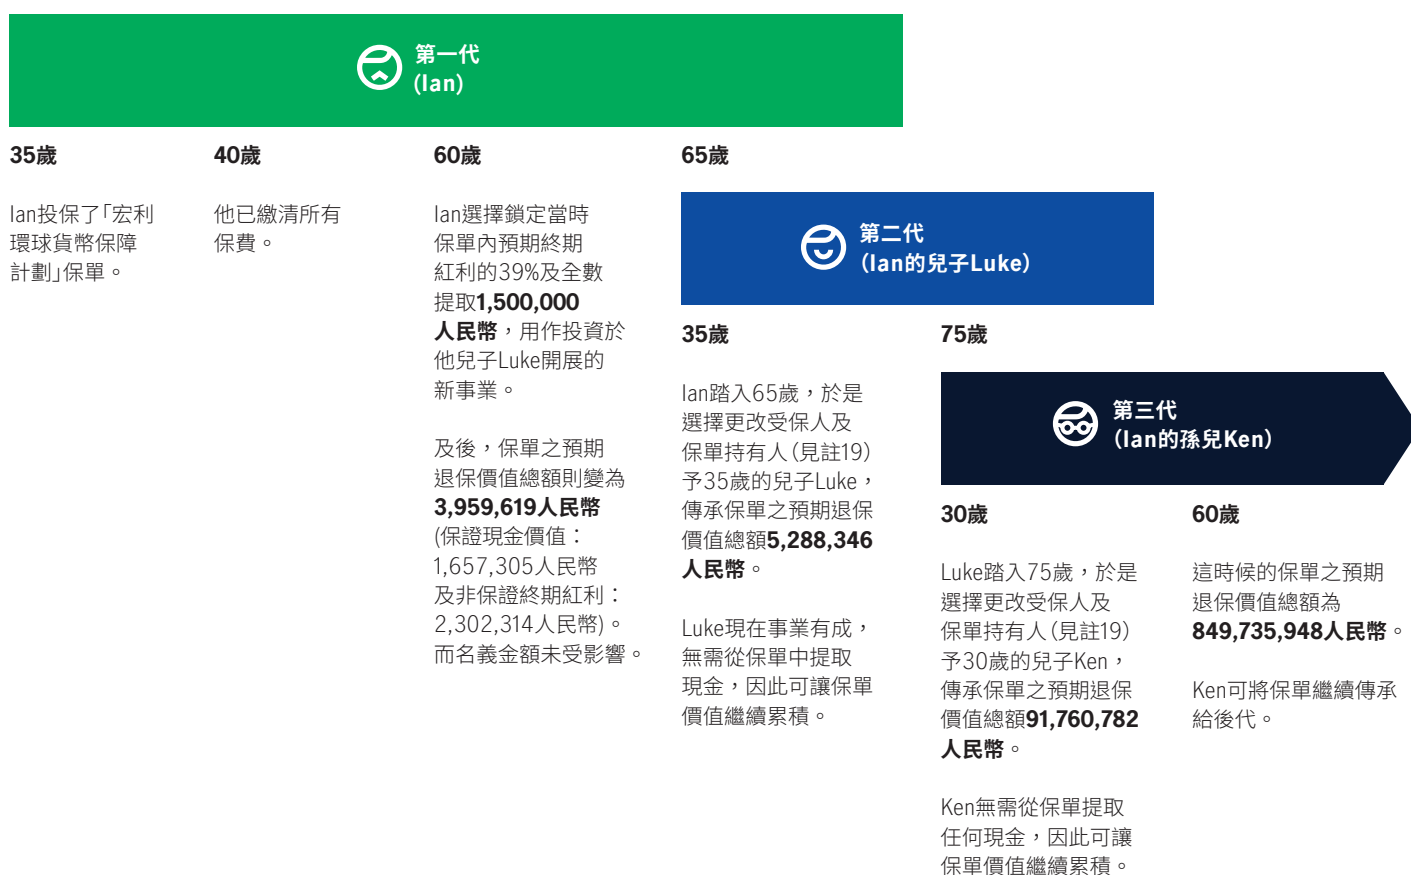 第一代
(Ian)
35歲
Ian投保了「宏利
環球貨幣保障
計劃」保單。
40歲
他已繳清所有
保費。
60歲
Ian選擇鎖定當時
保單內預期終期
紅利的39%及全數
提取1,500,000
人民幣，用作投資於
他兒子Luke開展的
新事業。
及後，保單之預期
退保價值總額則變為
3,959,619人民幣
(保證現金價值：
1,657,305人民幣
及非保證終期紅利：
2,302,314人民幣)。
而名義金額未受影響。
65歲
第二代
(Ian的兒子Luke)
35歲
Ian踏入65歲，於是
選擇更改受保人及
保單持有人(見註19)
予35歲的兒子Luke，
傳承保單之預期退保
價值總額5,288,346
人民幣。
Luke現在事業有成，
無需從保單中提取
現金，因此可讓保單
價值繼續累積。
75歲
第三代
(Ian的孫兒Ken)
30歲
Luke踏入75歲，於是
選擇更改受保人及
保單持有人(見註19)
予30歲的兒子Ken，
傳承保單之預期退保
價值總額91,760,782
人民幣。
Ken無需從保單提取
任何現金，因此可讓
保單價值繼續累積。
60歲
這時候的保單之預期
退保價值總額為
849,735,948人民幣。
Ken可將保單繼續傳承
給後代。